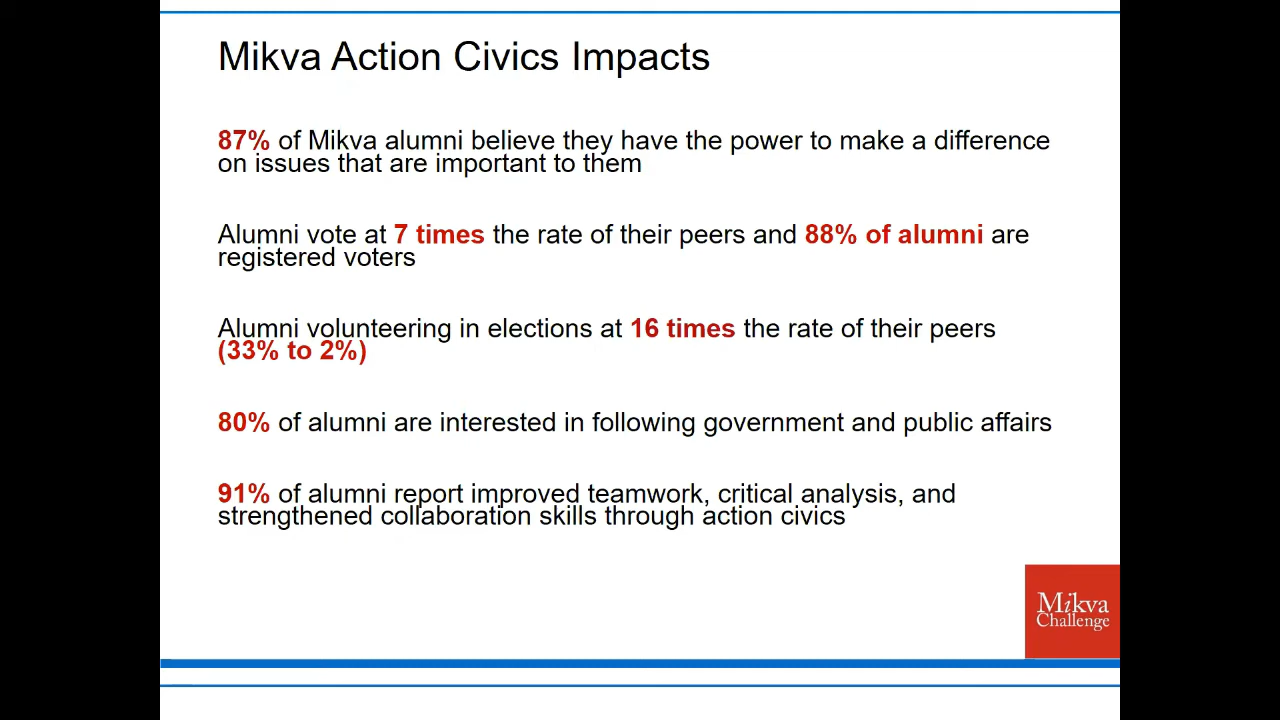 Mikva Action Civics Impacts
87% of Mikva alumni believe they have the power to make a difference
on issues that are important to them
Alumni vote at 7 times the rate of their peers and 88% of alumni are
registered voters
Alumni volunteering in elections at 16 times the rate of their peers
(33% to 2%)
80% of alumni are interested in following government and public affairs
91% of alumni report improved teamwork, critical analysis, and
strengthened collaboration skills through action civics
Mikva
Challenge